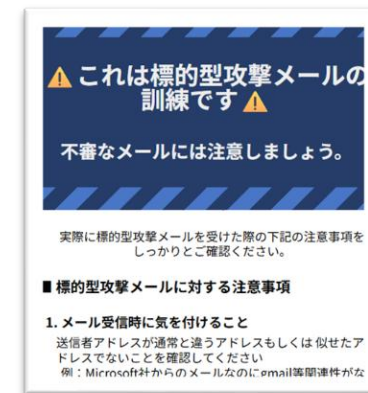 ⚠ これは標的型攻撃メールの
訓練です ⚠
不審なメールには注意しましょう。
実際に標的型攻撃メールを受けた際の下記の注意事項を
しっかりとご確認ください。
■ 標的型攻撃メールに対する注意事項
1. メール受信時に気を付けること
送信者アドレスが通常と違うアドレスもしくは 似せたア
ドレスでないことを確認してください
例：Microsoft社からのメールなのにgmail等関連性がな